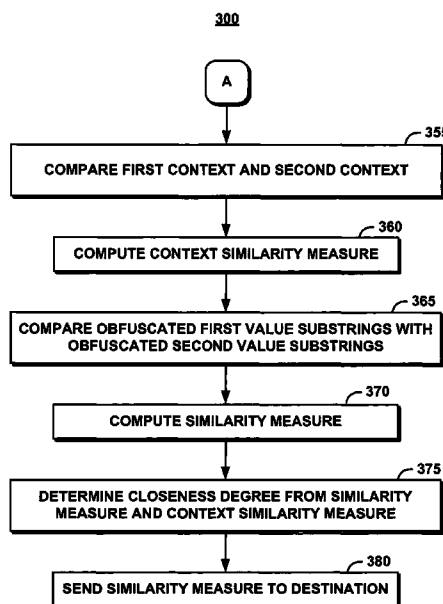 300
A
355
COMPARE FIRST CONTEXT AND SECOND CONTEXT
360
COMPUTE CONTEXT SIMILARITY MEASURE
365
COMPARE OBFUSCATED FIRST VALUE SUBSTRINGS WITH
OBFUSCATED SECOND VALUE SUBSTRINGS
370
COMPUTE SIMILARITY MEASURE
375
DETERMINE CLOSENESS DEGREE FROM SIMILARITY
MEASURE AND CONTEXT SIMILARITY MEASURE
380
SEND SIMILARITY MEASURE TO DESTINATION